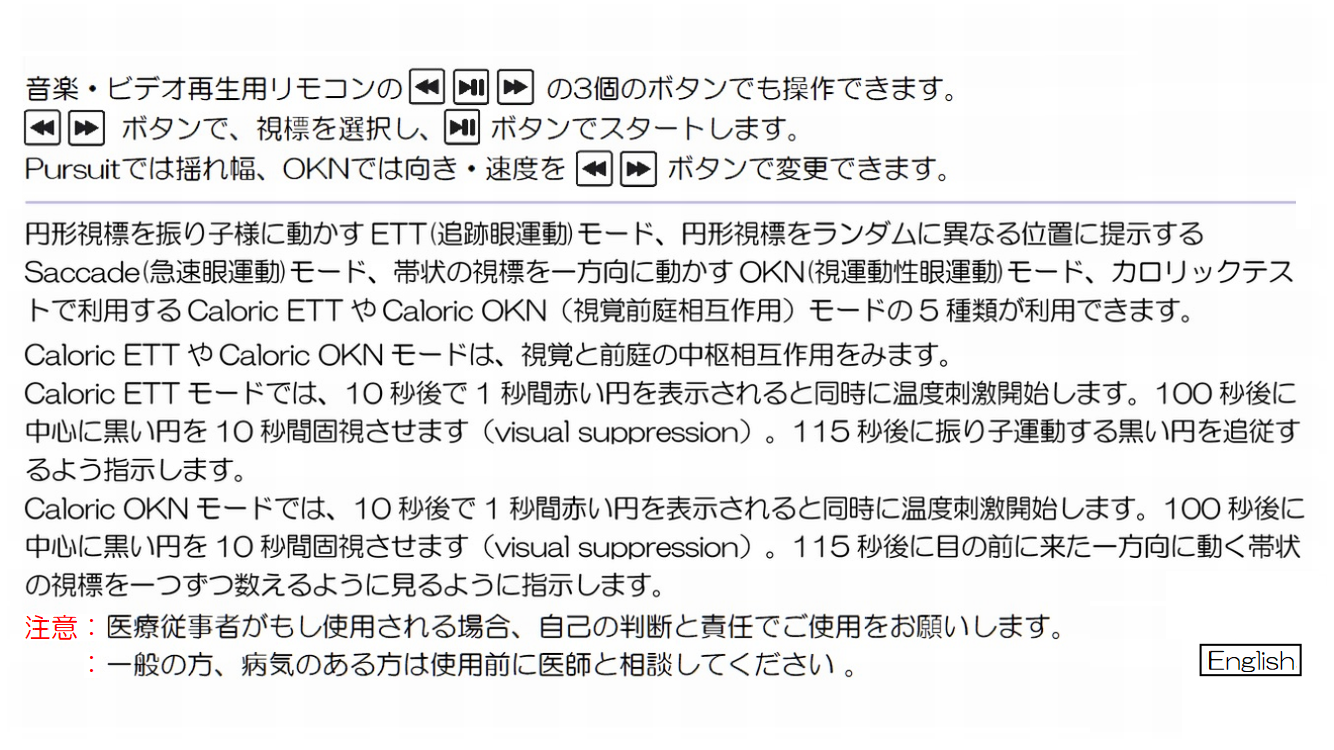 音楽・ビデオ再生用リモコンの⏪⏯⏩ の3個のボタンでも操作できます。
⏪⏩ ボタンで、視標を選択し、⏯ ボタンでスタートします。
Pursuitでは揺れ幅、OKNでは向き・速度を ⏪⏩ ボタンで変更できます。
円形視標を振り子様に動かす ETT(追跡眼運動)モード、円形視標をランダムに異なる位置に提示する
Saccade(急速眼運動)モード、帯状の視標を一方向に動かす OKN(視運動性眼運動)モード、カロリックテス
トで利用する Caloric ETT や Caloric OKN（視覚前庭相互作用）モードの 5 種類が利用できます。
Caloric ETT や Caloric OKN モードは、視覚と前庭の中枢相互作用をみます。
Caloric ETT モードでは、10 秒後で 1 秒間赤い円を表示されると同時に温度刺激開始します。100 秒後に
中心に黒い円を 10 秒間固視させます（visual suppression）。115 秒後に振り子運動する黒い円を追従す
るよう指示します。
Caloric OKN モードでは、10 秒後で 1 秒間赤い円を表示されると同時に温度刺激開始します。100 秒後に
中心に黒い円を 10 秒間固視させます（visual suppression）。115 秒後に目の前に来た一方向に動く帯状
の視標を一つずつ数えるように見るように指示します。
注意：医療従事者がもし使用される場合、自己の判断と責任でご使用をお願いします。
：一般の方、病気のある方は使用前に医師と相談してください 。
English